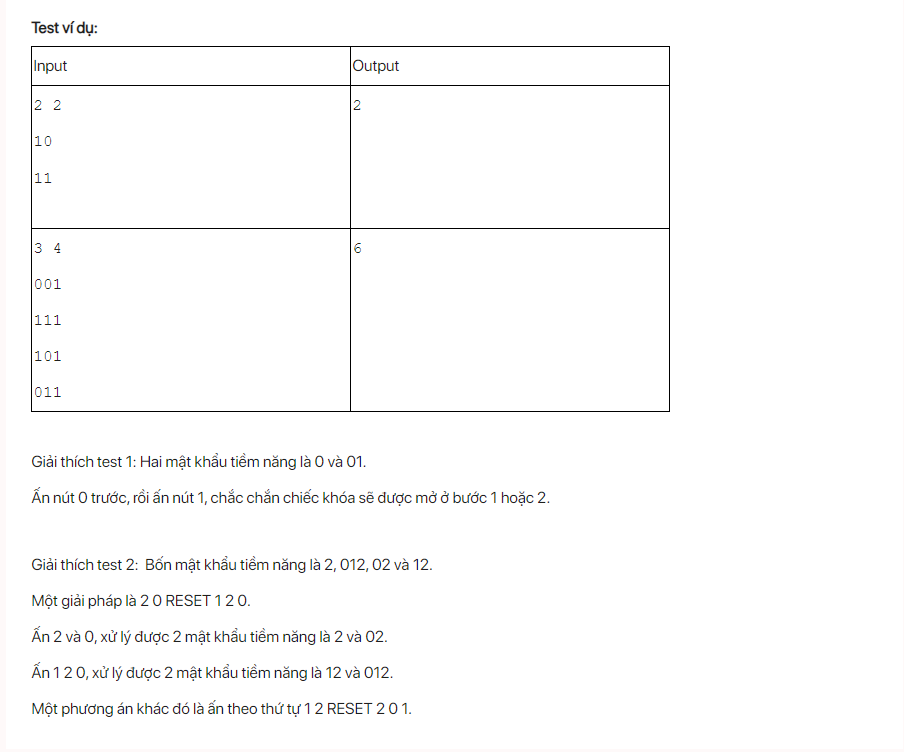 Test ví dụ:
Input Output
2 2 2
10
11
3 4 6
001
111
101
011
Giải thích test 1: Hai mật khẩu tiềm năng là 0 và 01.
Ấn nút 0 trước, rồi ấn nút 1, chắc chắn chiếc khóa sẽ được mở ở bước 1 hoặc 2.
Giải thích test 2: Bốn mật khẩu tiềm năng là 2, 012, 02 và 12.
Một giải pháp là 2 0 RESET 1 2 0.
Ấn 2 và 0, xử lý được 2 mật khẩu tiềm năng là 2 và 02.
Ấn 1 2 0, xử lý được 2 mật khẩu tiềm năng là 12 và 012.
Một phương án khác đó là ấn theo thứ tự 1 2 RESET 2 0 1.